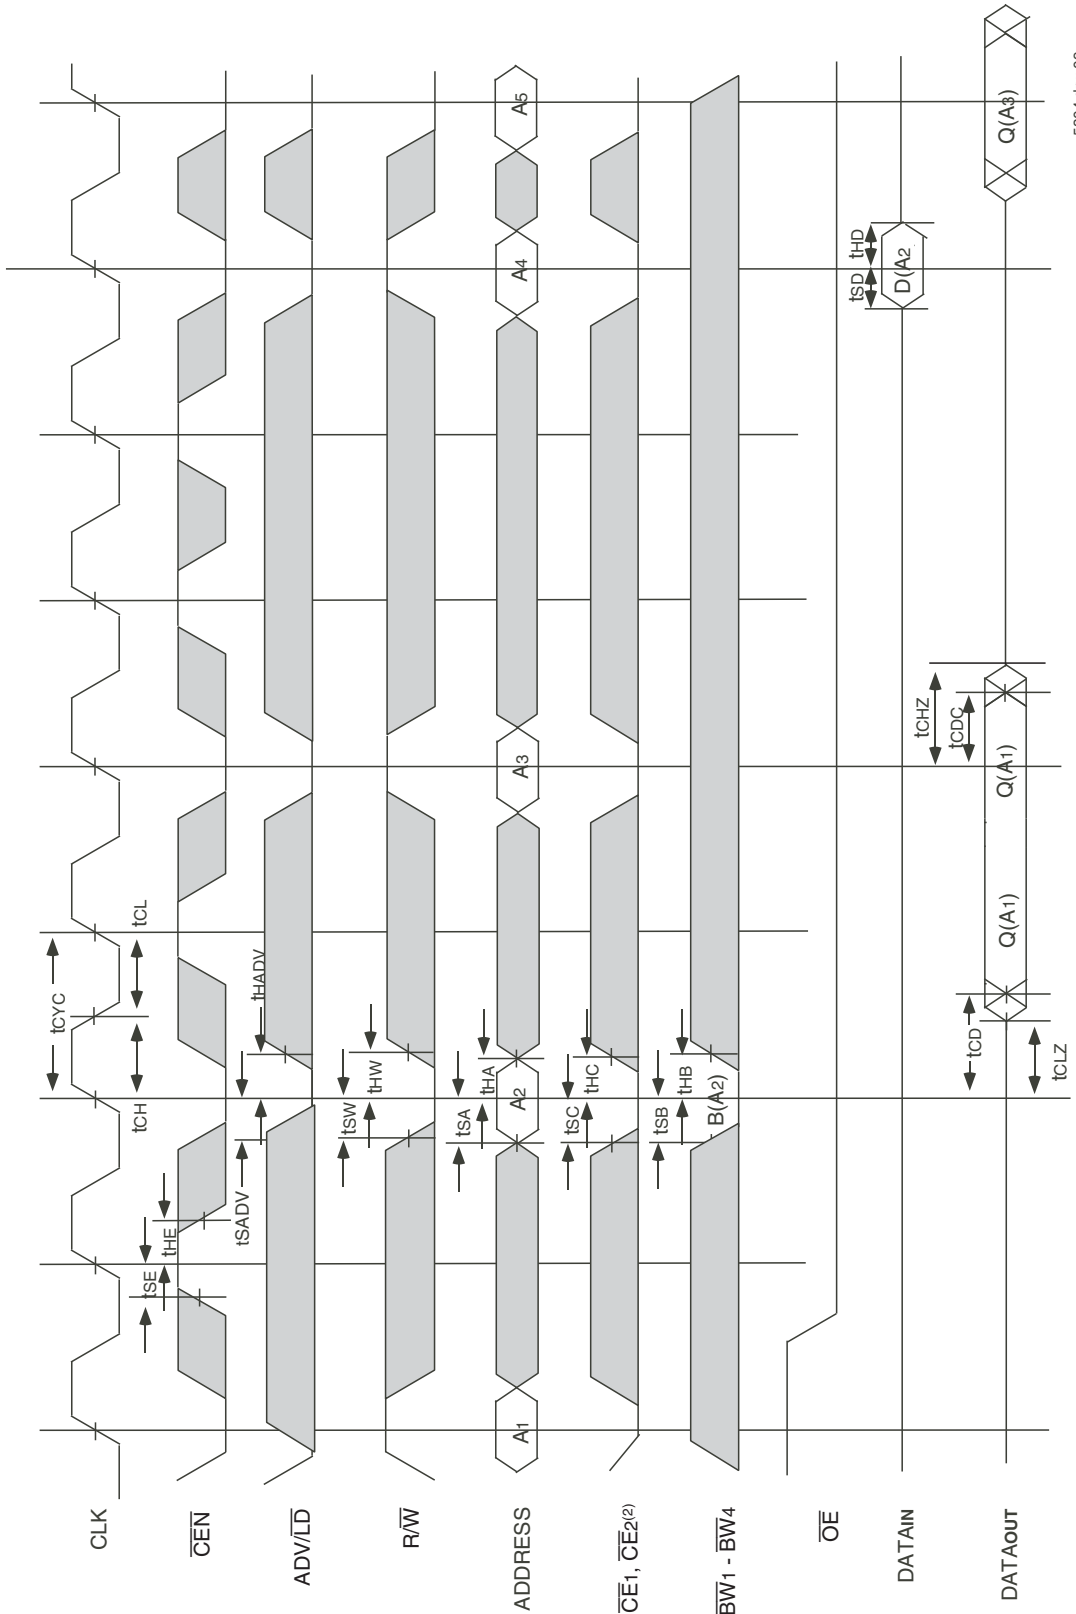 tCYC
tCH
tCL
CLK
tSE
tHE
CEN
tSADV
tHADV
ADV/LD
tSW
tHW
R/W
tSA
tHA
ADDRESS
A1
A2
A3
A4
A5
tSC
tHC
CE1, CE2(2)
tSB
tHB
BW1 - BW4
B(A2)
OE
tSD
tHD
DATAIN
D(A2
tCD
tCLZ
tCHZ
tCDC
DATAOUT
Q(A1)
Q(A1)
Q(A3)